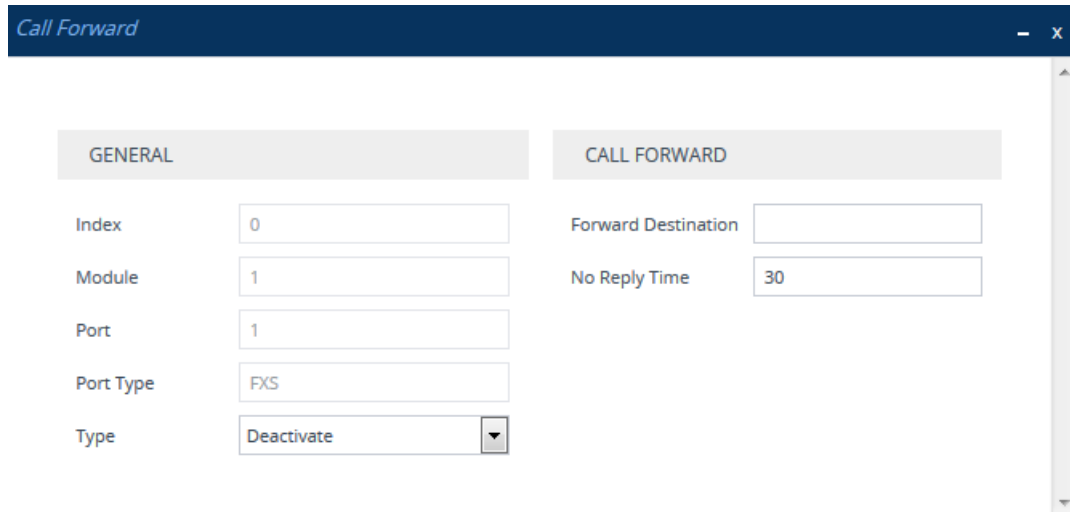 Call Forward
GENERAL
Index 0
Module 1
Port 1
Port Type FXS
Type Deactivate
CALL FORWARD
Forward Destination
No Reply Time 30